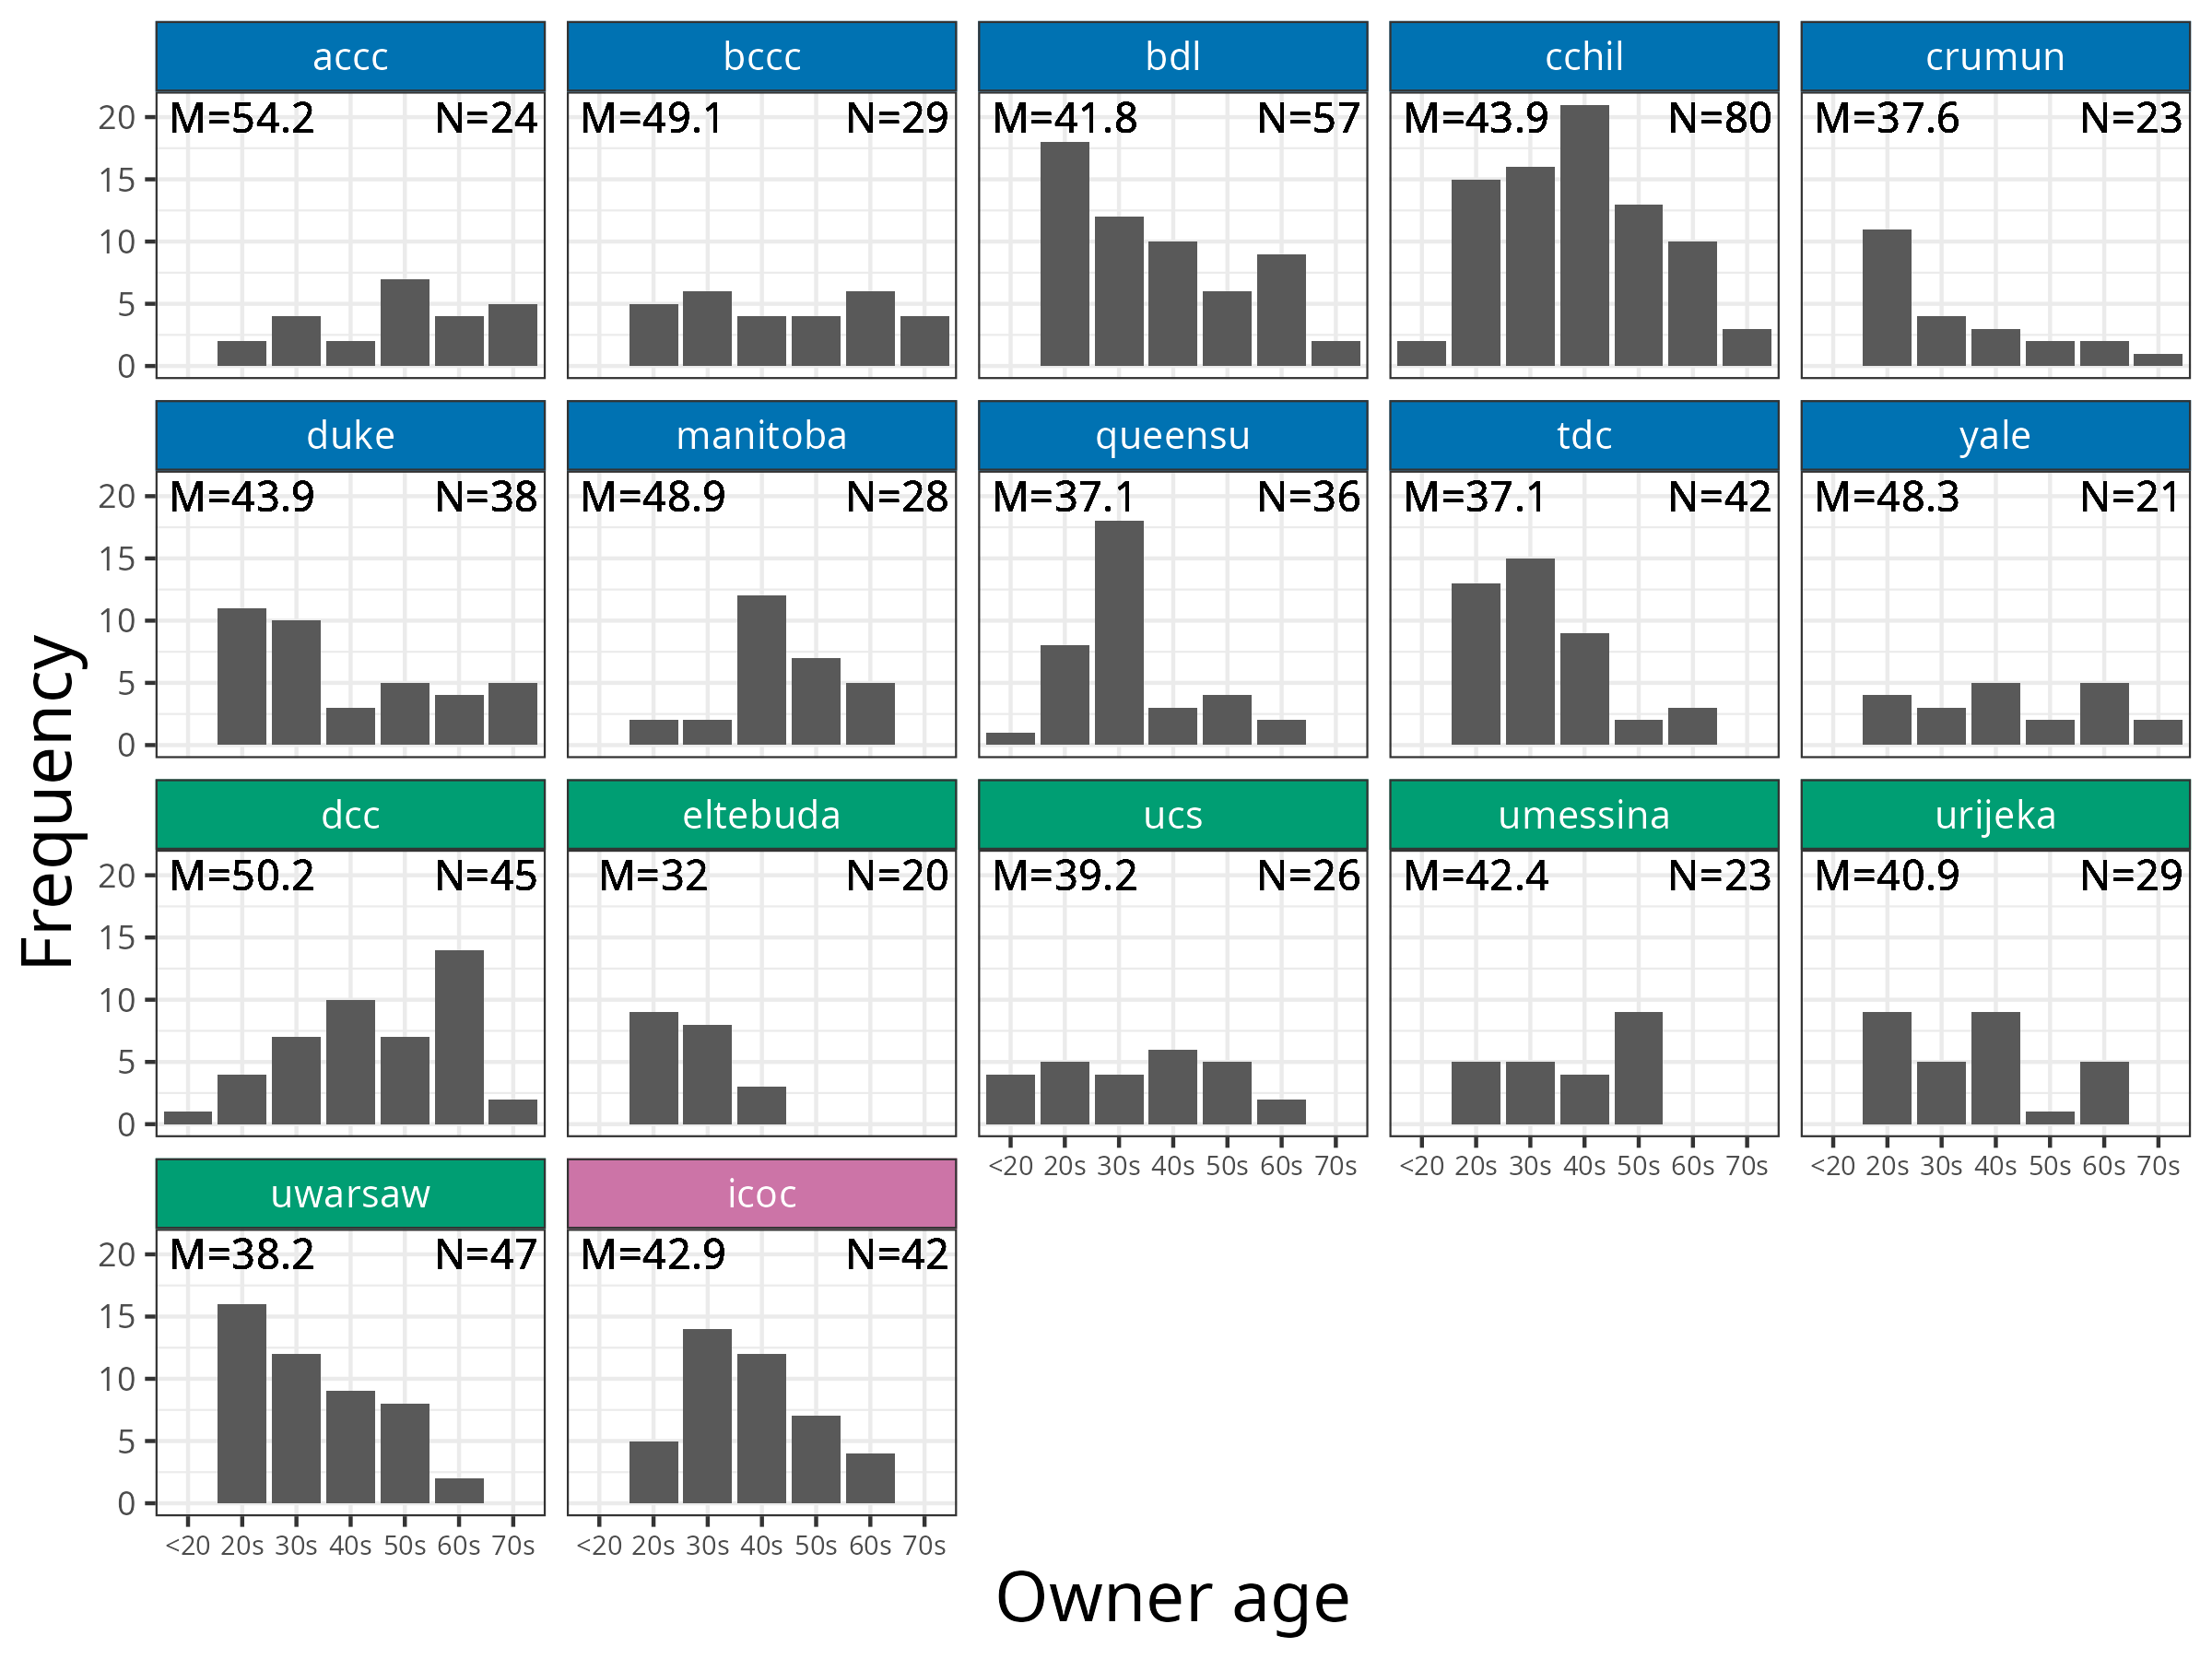 accc bccc bdl cchil crumun
M=54.2 N=24 M=49.1 N=29 M=41.8 N=57 M=43.9 N=80 M=37.6 N=23
20
15
10
5
0
duke manitoba queensu tdc yale
M=43.9 N=38 M=48.9 N=28 M=37.1 N=36 M=37.1 N=42 M=48.3 N=21
20
15
10
5
0
Frequency
dcc eltebuda ucs umessina urijeka
M=50.2 N=45 M=32 N=20 M=39.2 N=26 M=42.4 N=23 M=40.9 N=29
20
15
10
5
0
<20 20s 30s 40s 50s 60s 70s <20 20s 30s 40s 50s 60s 70s <20 20s 30s 40s 50s 60s 70s
uwarsaw icoc
M=38.2 N=47 M=42.9 N=42
20
15
10
5
0
<20 20s 30s 40s 50s 60s 70s <20 20s 30s 40s 50s 60s 70s
Owner age